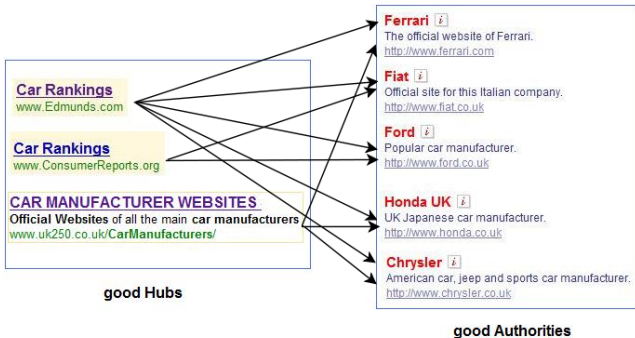 Car Rankings
www.Edmunds.com
Car Rankings
www.ConsumerReports.org
CAR MANUFACTURER WEBSITES
Official Websites of all the main car manufacturers
www.uk250.co.uk/CarManufacturers/
good Hubs
Ferrari i
The official website of Ferrari.
http://www.ferrari.com
Fiat i
Official site for this Italian company.
http://www.fiat.co.uk
Ford i
Popular car manufacturer.
http://www.ford.co.uk
Honda UK i
UK Japanese car manufacturer.
http://www.honda.co.uk
Chrysler i
American car, jeep and sports car manufacturer.
http://www.chrysler.co.uk
good Authorities